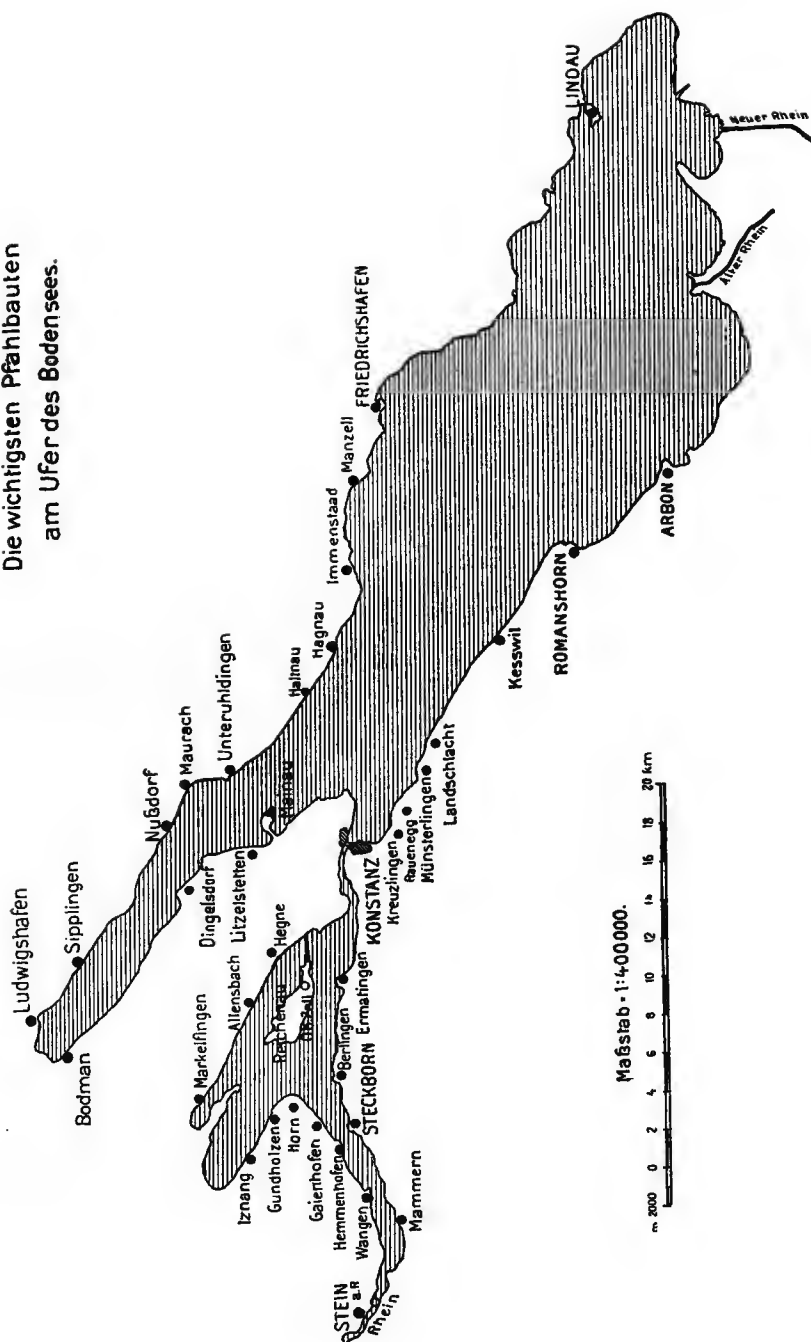 Die wichtigsten Pfahlbauten
am Ufer des Bodensees.
Ludwigshafen
Bodman
Sipplingen
Nußdorf
Maurach
Dingelsdorf
Unteruhldingen
Litzelstetten
Mainau
Haltnau
Hagnau
Immenstaad
Manzell
FRIEDRICHSHAFEN
LINDAU
Neuer Rhein
Alter Rhein
Markelfingen
Allensbach
Hegne
Reichenau
Iznang
Gundholzen
Horn
Gaienhofen
Hemmenhofen
Wangen
STEIN
a.R
Rhein
Mammern
STECKBORN
Berlingen
Ermatingen
KONSTANZ
Kreuzlingen
Rauenegg
Münsterlingen
Landschlacht
Kesswil
ROMANSHORN
ARBON
Maßstab · 1:400000.
m 2000 0 2 4 6 8 10 12 14 16 18 20 km